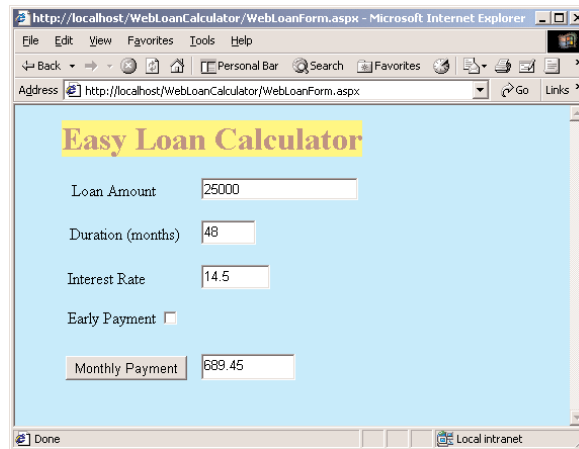 http://localhost/WebLoanCalculator/WebLoanForm.aspx - Microsoft Internet Explorer
File Edit View Favorites Tools Help
Back Personal Bar Search Favorites
Address http://localhost/WebLoanCalculator/WebLoanForm.aspx Go Links
Easy Loan Calculator
Loan Amount 25000
Duration (months) 48
Interest Rate 14.5
Early Payment
Monthly Payment 689.45
Done Local intranet